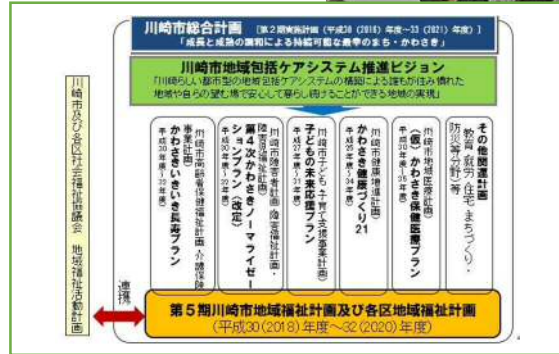 川崎市総合計画 [第2期実施計画(平成30(2018)年度~33(2021)年度)]
「成長と成熟の調和による持続可能な最幸のまち・かわさき」
川崎市地域包括ケアシステム推進ビジョン
「川崎らしい都市型の地域包括ケアシステムの構築による誰もが住み慣れた
地域や自らの望む場で安心して暮らし続けることができる地域の実現」
川崎市及び各区社会福祉協議会 地域福祉活動計画
連携
川崎市高齢者保健福祉計画・介護保険
事業計画)
かわさきいきいき長寿プラン
平成30年度~32年度)
川崎市障害者計画・障害福祉計画・
障害児福祉計画)
第4次かわさきノーマライゼー
ションプラン(改定)
平成30年度~32年度)
川崎市子ども・子育て支援事業計画)
子どもの未来応援プラン
平成27年度~31年度)
川崎市健康増進計画)
かわさき健康づくり21
平成25年度~34年度)
川崎市地域医療計画)
(仮)かわさき保健医療プラン
平成30年度~35年度)
その他関連計画
教育・雇用・住宅・まちづくり・
防災等分野)等
第5期川崎市地域福祉計画及び各区地域福祉計画
(平成30(2018)年度~32(2020)年度)